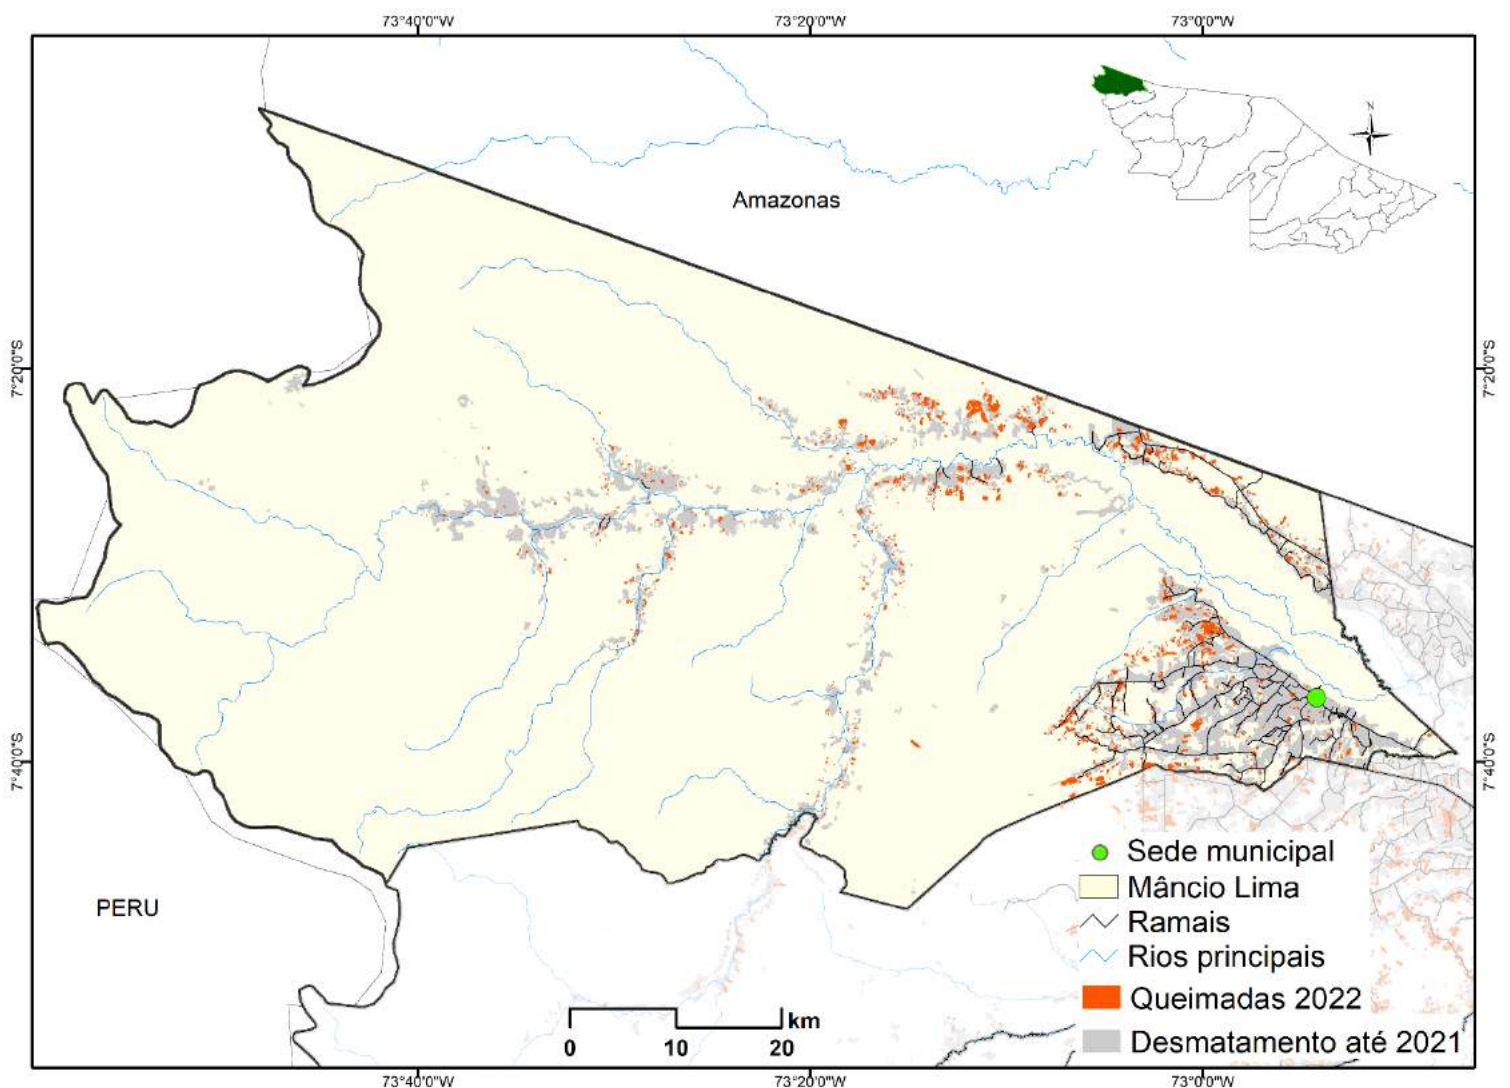 73°40'0"W
73°20'0"W
73°0'0"W
N
Amazonas
7°20'0"S
7°20'0"S
7°40'0"S
7°40'0"S
PERU
Sede municipal
Mâncio Lima
Ramais
Rios principais
Queimadas 2022
Desmatamento até 2021
km
0 10 20
73°40'0"W
73°20'0"W
73°0'0"W